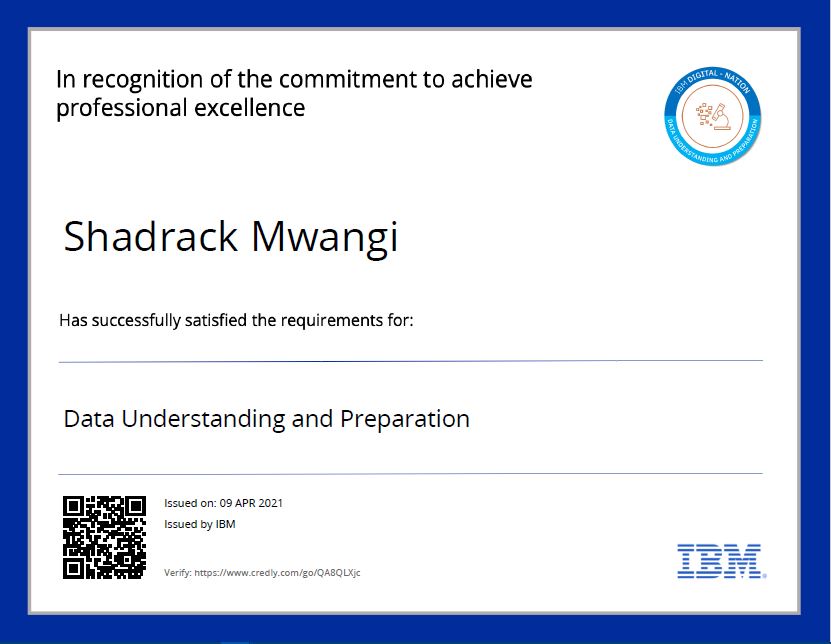 In recognition of the commitment to achieve
professional excellence
IBM DIGITAL - NATION
DATA UNDERSTANDING AND PREPARATION
Shadrack Mwangi
Has successfully satisfied the requirements for:
Data Understanding and Preparation
Issued on: 09 APR 2021
Issued by IBM
Verify: https://www.credly.com/go/QA8QLXjc
IBM®